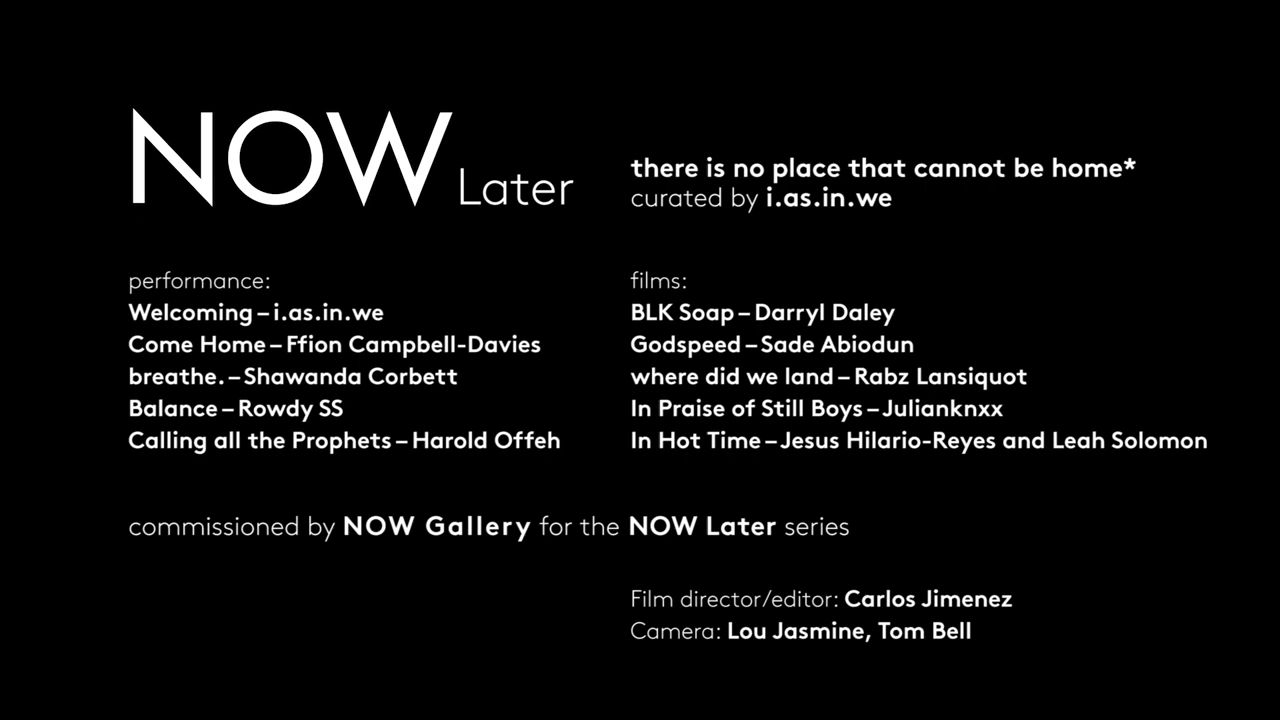 NOW Later
there is no place that cannot be home*
curated by i.as.in.we
performance:
Welcoming – i.as.in.we
Come Home – Ffion Campbell-Davies
breathe. – Shawanda Corbett
Balance – Rowdy SS
Calling all the Prophets – Harold Offeh
films:
BLK Soap – Darryl Daley
Godspeed – Sade Abiodun
where did we land – Rabz Lansiquot
In Praise of Still Boys – Julianknxx
In Hot Time – Jesus Hilario-Reyes and Leah Solomon
commissioned by NOW Gallery for the NOW Later series
Film director/editor: Carlos Jimenez
Camera: Lou Jasmine, Tom Bell